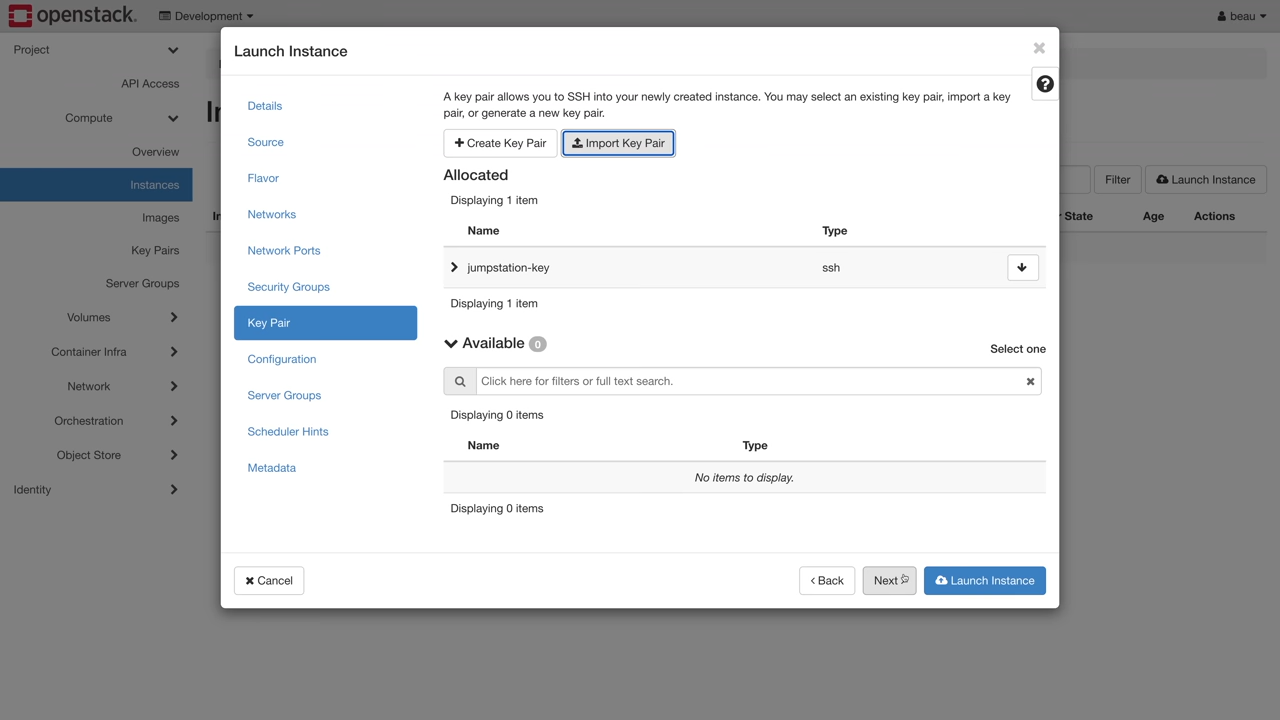 openstack.
Development
beau
Project
API Access
Compute
Overview
Instances
Images
Key Pairs
Server Groups
Volumes
Container Infra
Network
Orchestration
Object Store
Identity
Filter
Launch Instance
State
Age
Actions
Launch Instance
Details
Source
Flavor
Networks
Network Ports
Security Groups
Key Pair
Configuration
Server Groups
Scheduler Hints
Metadata
A key pair allows you to SSH into your newly created instance. You may select an existing key pair, import a key
pair, or generate a new key pair.
Create Key Pair
Import Key Pair
Allocated
Displaying 1 item
Name
Type
jumpstation-key
ssh
Displaying 1 item
Available 0
Select one
Click here for filters or full text search.
Displaying 0 items
Name
Type
No items to display.
Displaying 0 items
Cancel
Back
Next
Launch Instance